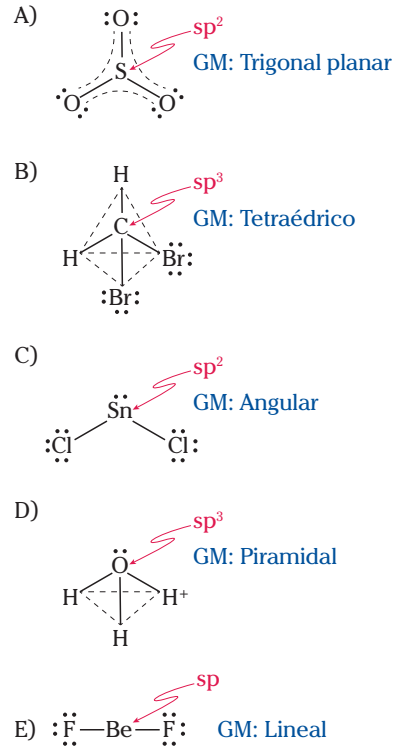 A)
O
sp²
S
GM: Trigonal planar
O O
B)
H
sp³
C
GM: Tetraédrico
H Br
Br
C)
sp²
Sn
GM: Angular
Cl Cl
D)
sp³
O
GM: Piramidal
H H⁺
H
sp
E) F Be F GM: Lineal